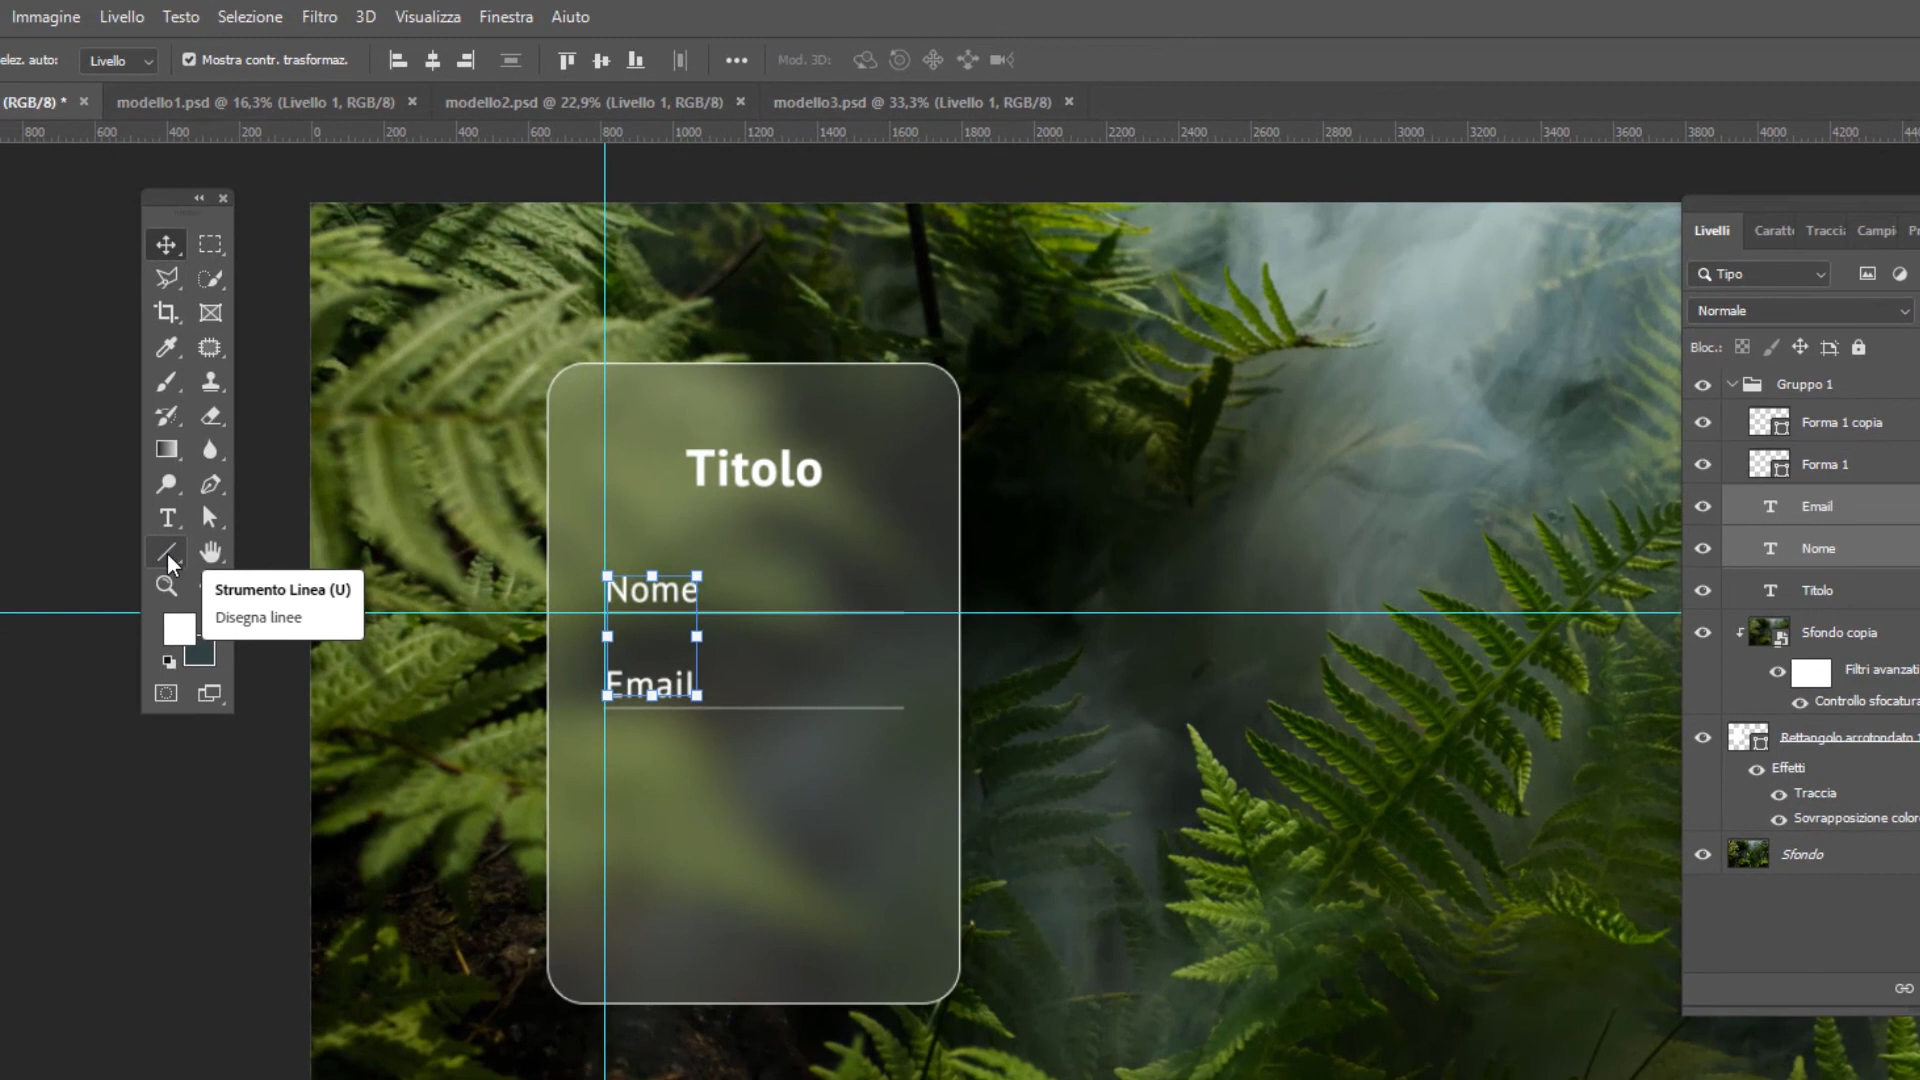 Immagine Livello Testo Selezione Filtro 3D Visualizza Finestra Aiuto
elez. auto: Livello Mostra contr. trasformaz. Mod. 3D:
(RGB/8) * modello1.psd @ 16,3% (Livello 1, RGB/8) modello2.psd @ 22,9% (Livello 1, RGB/8) modello3.psd @ 33,3% (Livello 1, RGB/8)
800 600 400 200 0 200 400 600 800 1000 1200 1400 1600 1800 2000 2200 2400 2600 2800 3000 3200 3400 3600 3800 4000 4200 440
Livelli Caratt Traccia Campi Pr
Tipo
Normale
Bloc.:
Gruppo 1
Forma 1 copia
Titolo
Forma 1
Email
Nome
Strumento Linea (U)
Disegna linee
Nome
Titolo
Sfondo copia
Email
Filtri avanzati
Controllo sfocatura
Rettangolo arrotondato 1
Effetti
Traccia
Sovrapposizione colore
Sfondo